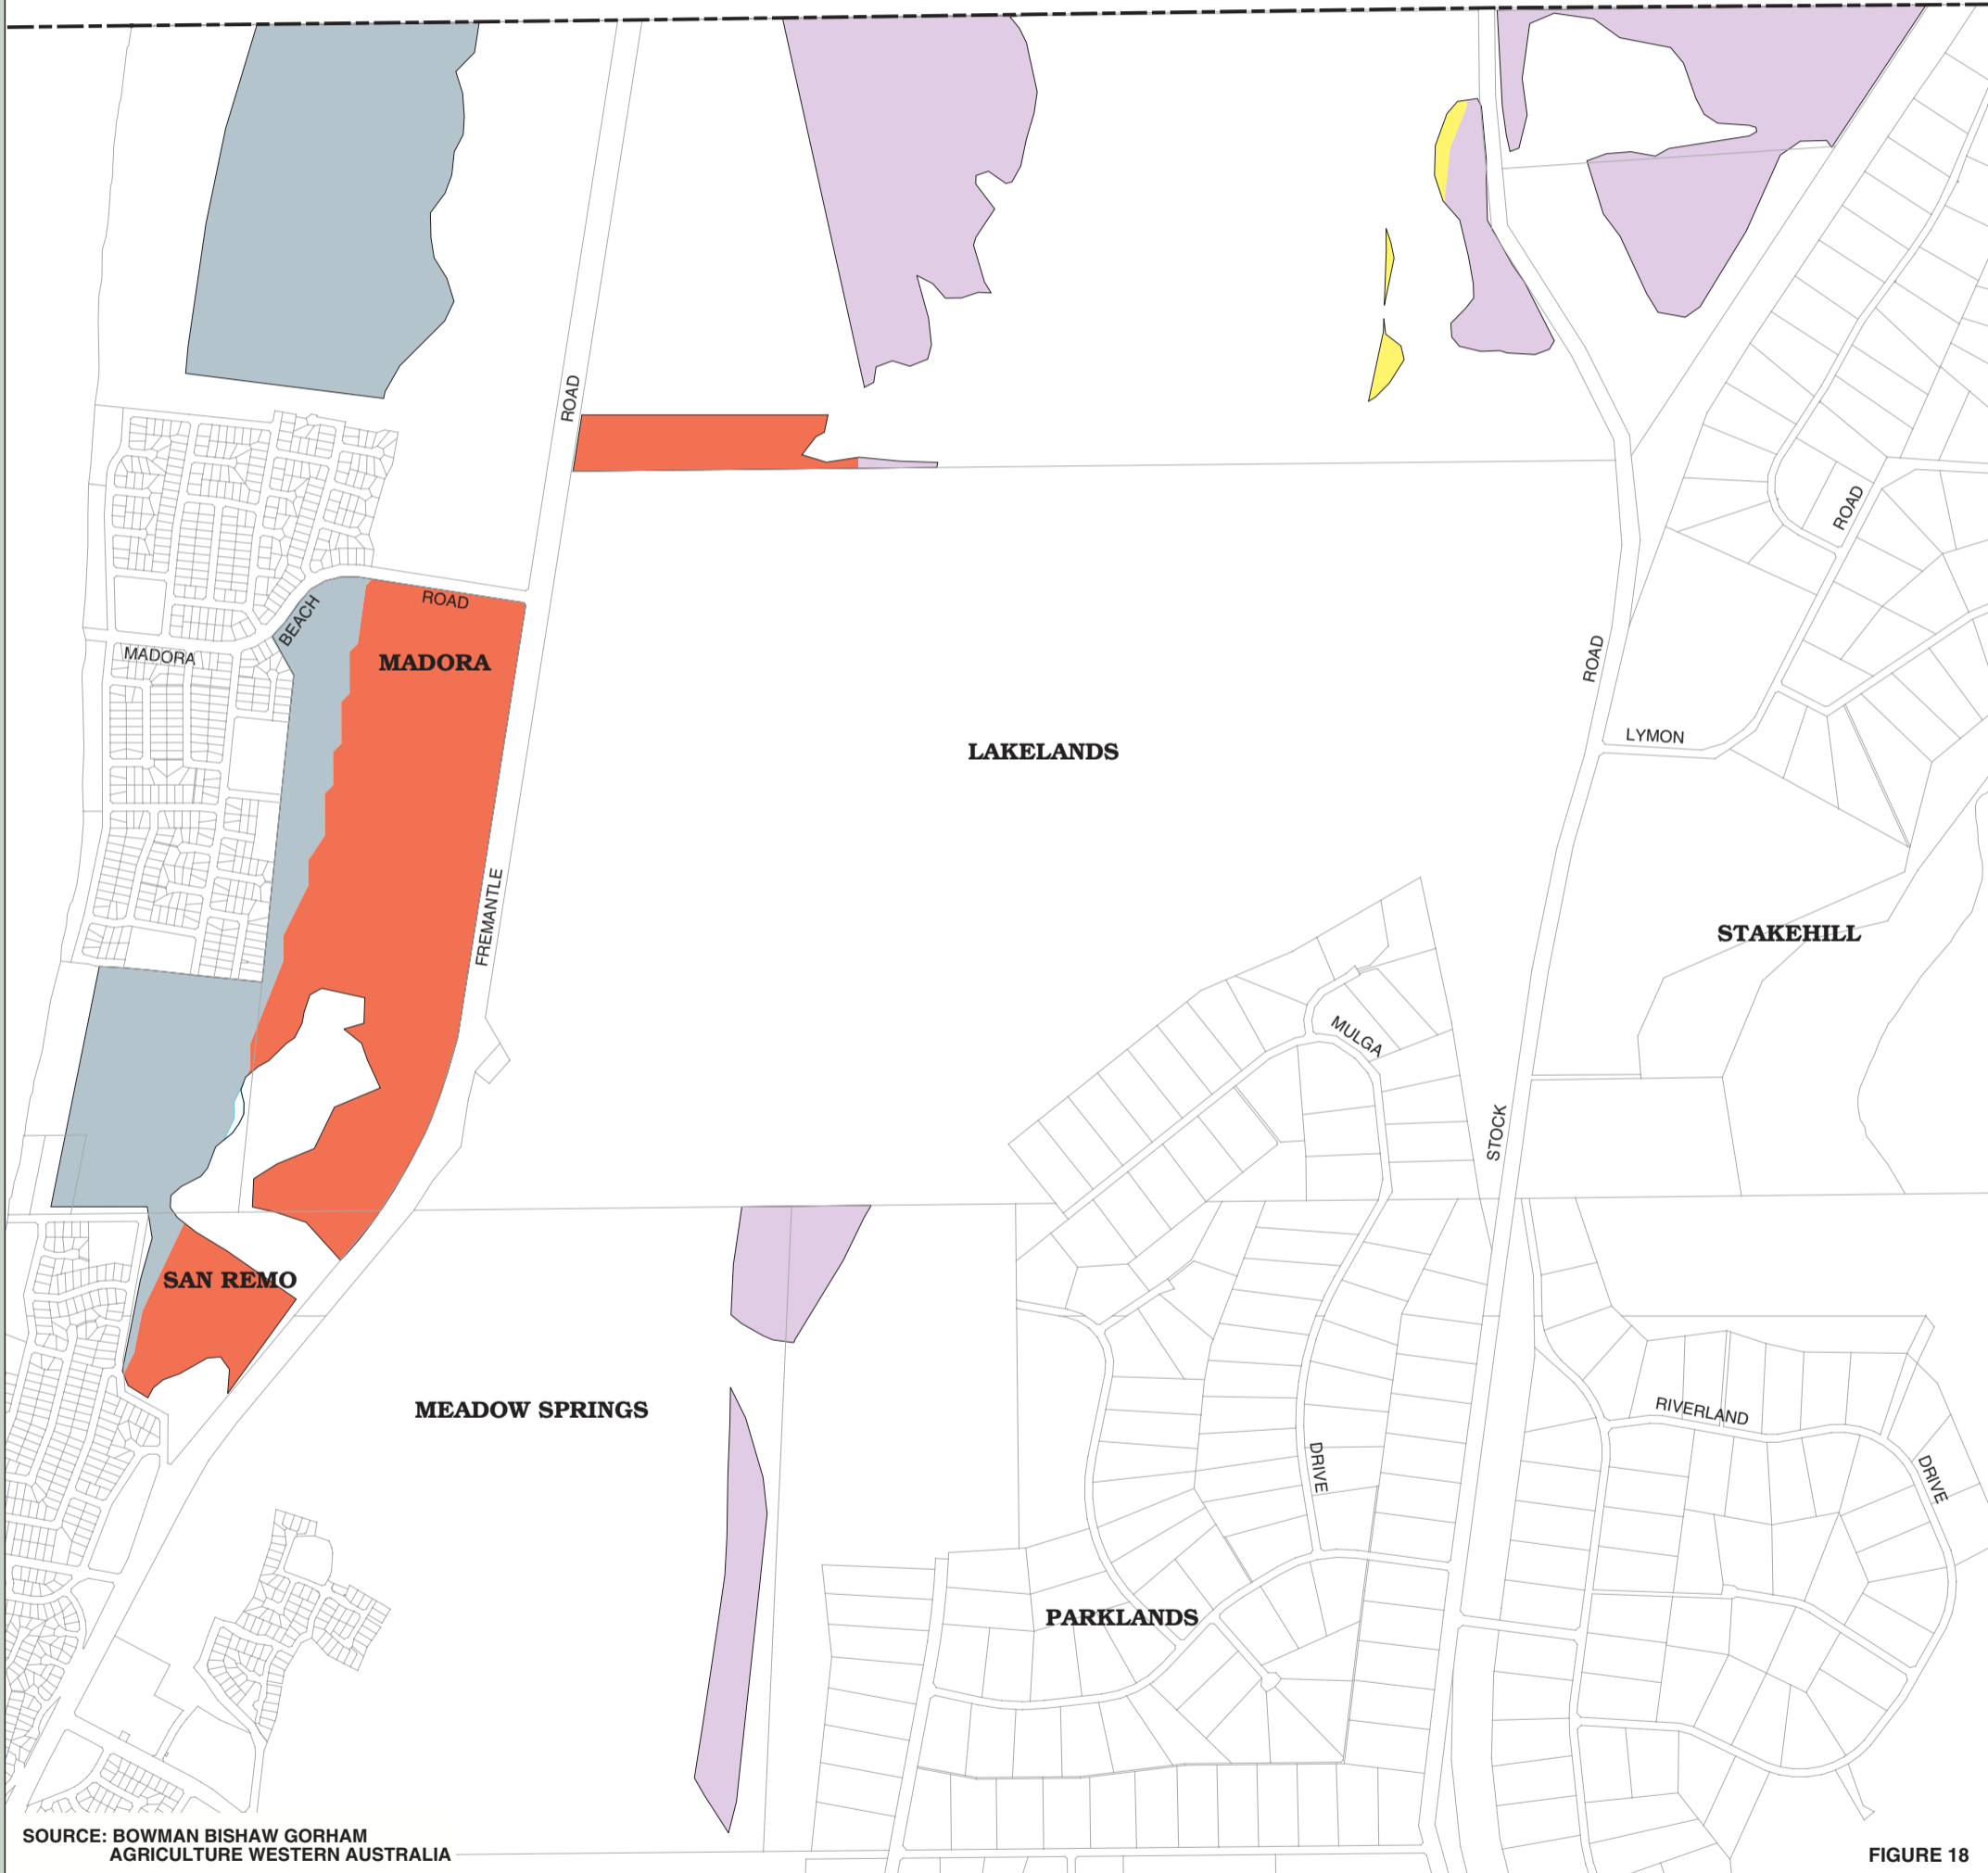 ROAD
ROAD
BEACH
ROAD
MADORA
MADORA
ROAD
LYMON
LAKELANDS
FREMANTLE
STAKEHILL
MULGA
STOCK
SAN REMO
MEADOW SPRINGS
RIVERLAND
DRIVE
DRIVE
PARKLANDS
SOURCE: BOWMAN BISHAW GORHAM
AGRICULTURE WESTERN AUSTRALIA
FIGURE 18